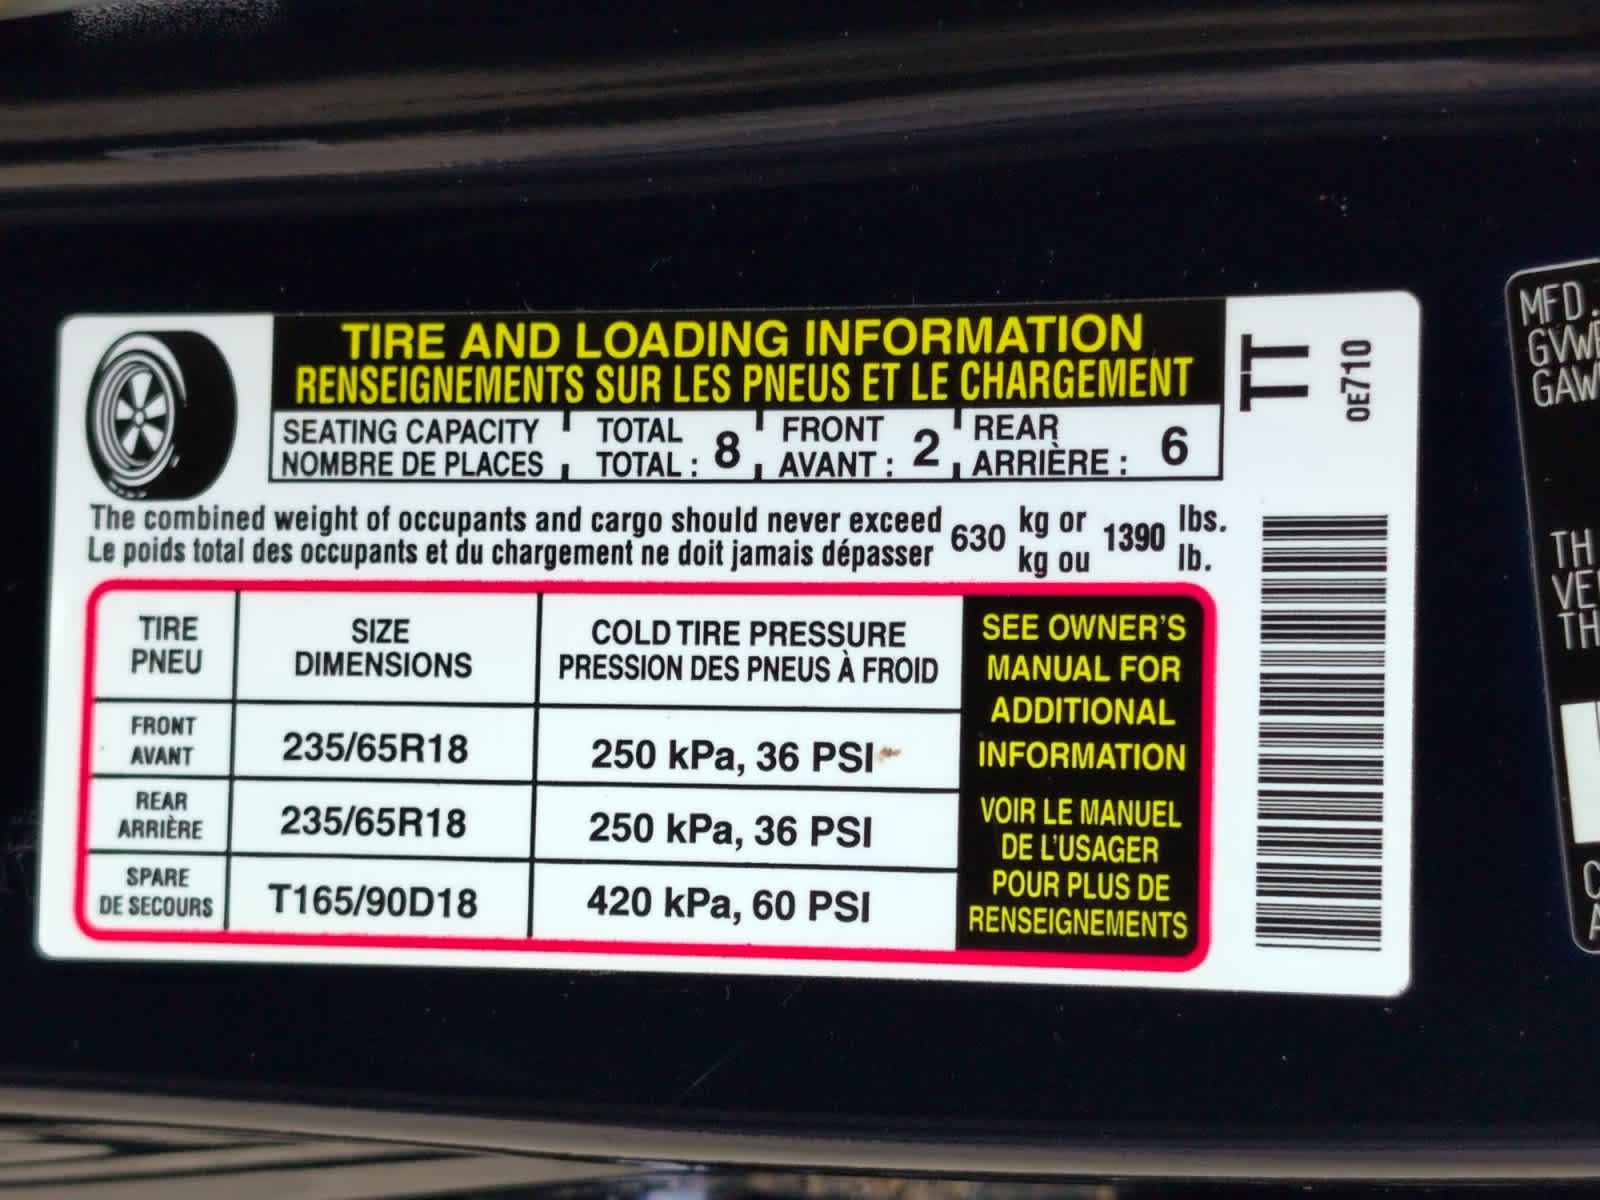 TIRE AND LOADING INFORMATION
RENSEIGNEMENTS SUR LES PNEUS ET LE CHARGEMENT
SEATING CAPACITY TOTAL FRONT REAR
NOMBRE DE PLACES TOTAL : 8 AVANT : 2 ARRIÈRE : 6
The combined weight of occupants and cargo should never exceed 630 kg or 1390 lbs.
Le poids total des occupants et du chargement ne doit jamais dépasser kg ou lb.
TIRE SIZE COLD TIRE PRESSURE
PNEU DIMENSIONS PRESSION DES PNEUS À FROID
FRONT
AVANT 235/65R18 250 kPa, 36 PSI
REAR
ARRIÈRE 235/65R18 250 kPa, 36 PSI
SPARE
DE SECOURS T165/90D18 420 kPa, 60 PSI
SEE OWNER'S
MANUAL FOR
ADDITIONAL
INFORMATION
VOIR LE MANUEL
DE L'USAGER
POUR PLUS DE
RENSEIGNEMENTS
TT
0E710
MFD.
GVW
GAW
TH
VE
TH